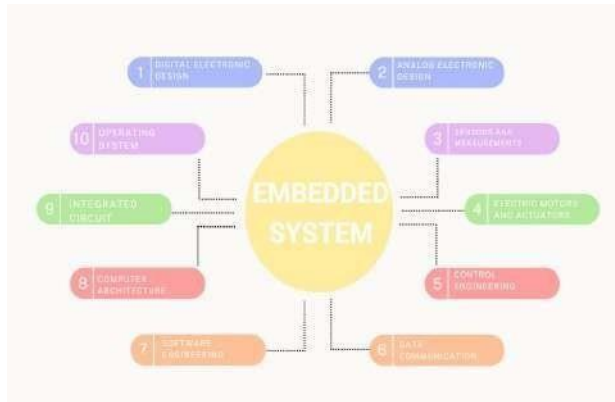 1 DIGITAL ELECTRONIC
DESIGN
2 ANALOG ELECTRONIC
DESIGN
10 OPERATING
SYSTEM
3 SENSORS AND
MEASUREMENTS
EMBEDDED
SYSTEM
9 INTEGRATED
CIRCUIT
4 ELECTRIC MOTORS
AND ACTUATORS
8 COMPUTER
ARCHITECTURE
5 CONTROL
ENGINEERING
7 SOFTWARE
ENGINEERING
6 DATA
COMMUNICATION